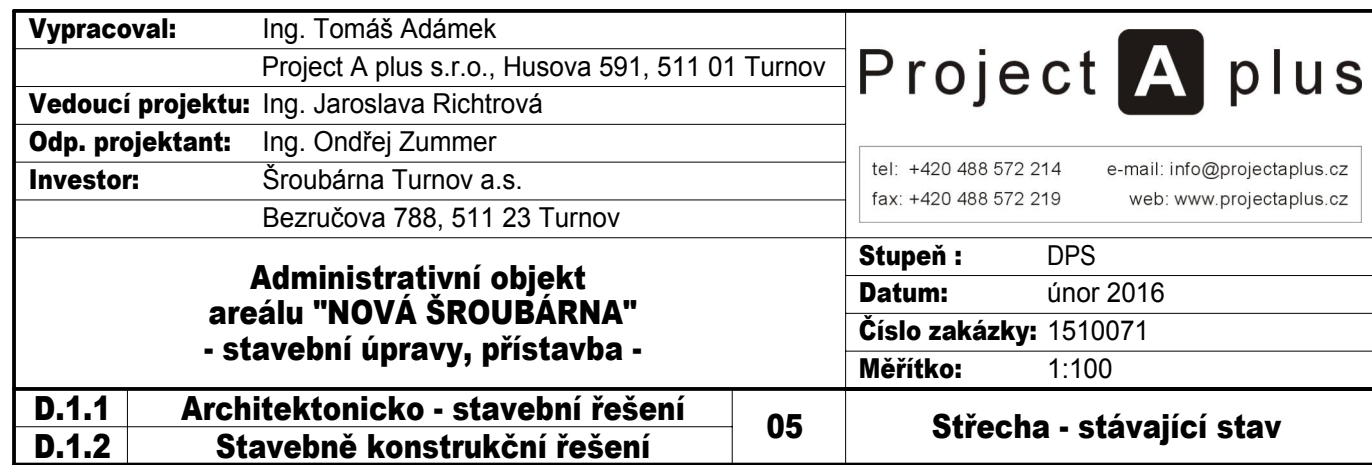 Vypracoval: Ing. Tomáš Adámek
Project A plus s.r.o., Husova 591, 511 01 Turnov
Vedoucí projektu: Ing. Jaroslava Richtrová
Odp. projektant: Ing. Ondřej Zummer
Investor: Šroubárna Turnov a.s.
Bezručova 788, 511 23 Turnov
Project A plus
tel: +420 488 572 214 e-mail: info@projectaplus.cz
fax: +420 488 572 219 web: www.projectaplus.cz
Administrativní objekt
areálu "NOVÁ ŠROUBÁRNA"
- stavební úpravy, přístavba -
Stupeň : DPS
Datum: únor 2016
Číslo zakázky: 1510071
Měřítko: 1:100
D.1.1 Architektonicko - stavební řešení
D.1.2 Stavebně konstrukční řešení
05
Střecha - stávající stav